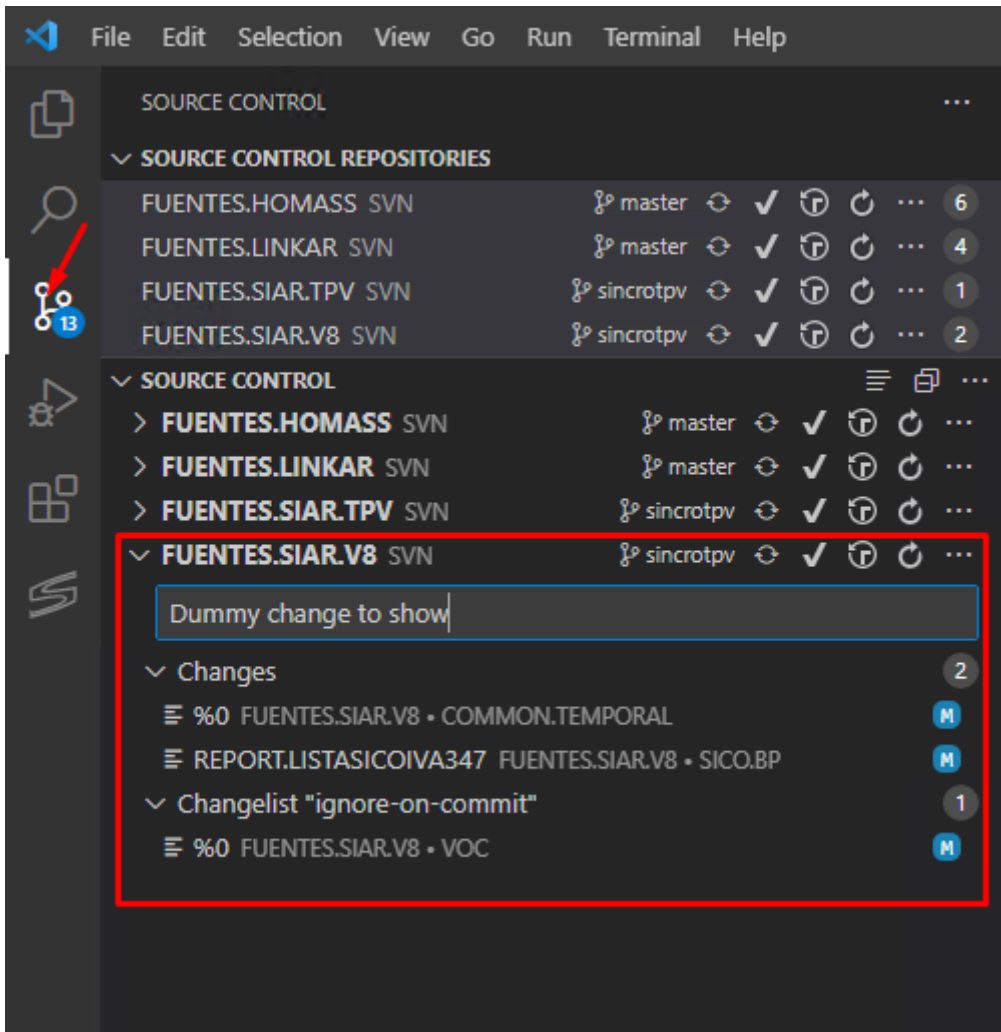 File Edit Selection View Go Run Terminal Help
SOURCE CONTROL ...
SOURCE CONTROL REPOSITORIES
FUENTES.HOMASS SVN master ... 6
FUENTES.LINKAR SVN master ... 4
FUENTES.SIAR.TPV SVN sincrotpv ... 1
FUENTES.SIAR.V8 SVN sincrotpv ... 2
13
SOURCE CONTROL ...
FUENTES.HOMASS SVN master ...
FUENTES.LINKAR SVN master ...
FUENTES.SIAR.TPV SVN sincrotpv ...
FUENTES.SIAR.V8 SVN sincrotpv ...
Dummy change to show
Changes 2
%0 FUENTES.SIAR.V8 • COMMON.TEMPORAL M
REPORT.LISTASICOIVA347 FUENTES.SIAR.V8 • SICO.BP M
Changelist "ignore-on-commit" 1
%0 FUENTES.SIAR.V8 • VOC M